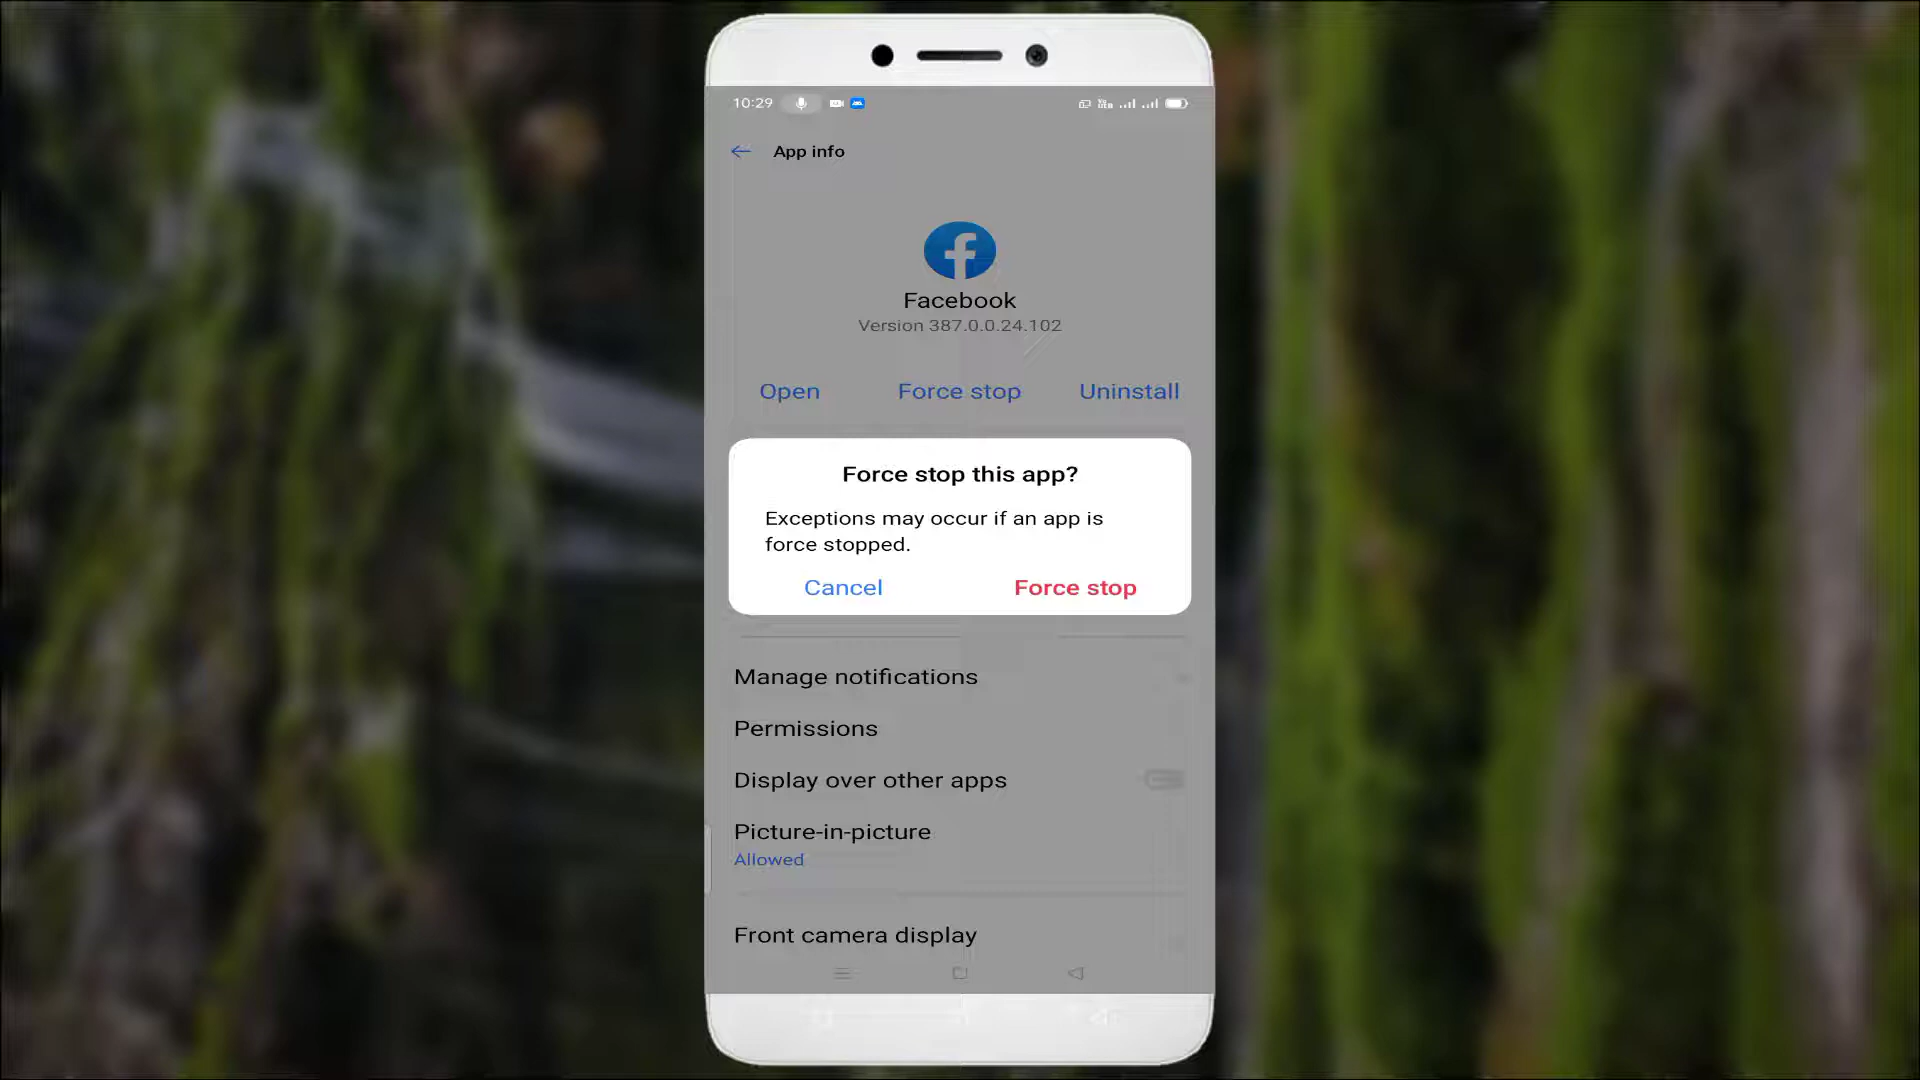 10:29
App info
Facebook
Version 387.0.0.24.102
Open Force stop Uninstall
Force stop this app?
Exceptions may occur if an app is
force stopped.
Cancel Force stop
Manage notifications
Permissions
Display over other apps
Picture-in-picture
Allowed
Front camera display